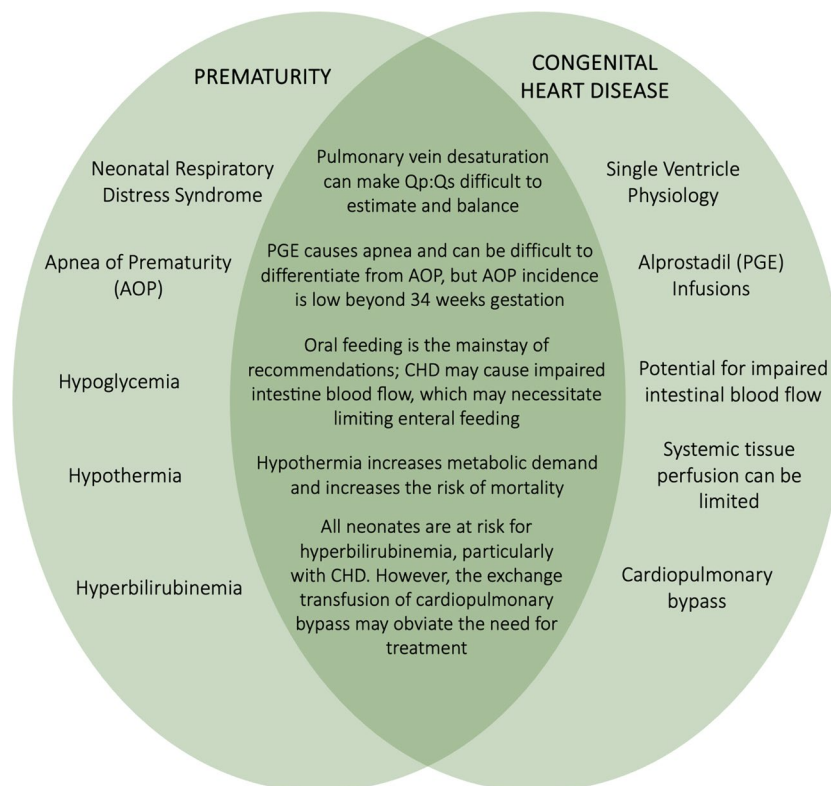 PREMATURITY
CONGENITAL
HEART DISEASE
Neonatal Respiratory
Distress Syndrome
Pulmonary vein desaturation
can make Qp:Qs difficult to
estimate and balance
Single Ventricle
Physiology
Apnea of Prematurity
(AOP)
PGE causes apnea and can be difficult to
differentiate from AOP, but AOP incidence
is low beyond 34 weeks gestation
Alprostadil (PGE)
Infusions
Hypoglycemia
Oral feeding is the mainstay of
recommendations; CHD may cause impaired
intestine blood flow, which may necessitate
limiting enteral feeding
Potential for impaired
intestinal blood flow
Hypothermia
Hypothermia increases metabolic demand
and increases the risk of mortality
Systemic tissue
perfusion can be
limited
Hyperbilirubinemia
All neonates are at risk for
hyperbilirubinemia, particularly
with CHD. However, the exchange
transfusion of cardiopulmonary
bypass may obviate the need for
treatment
Cardiopulmonary
bypass